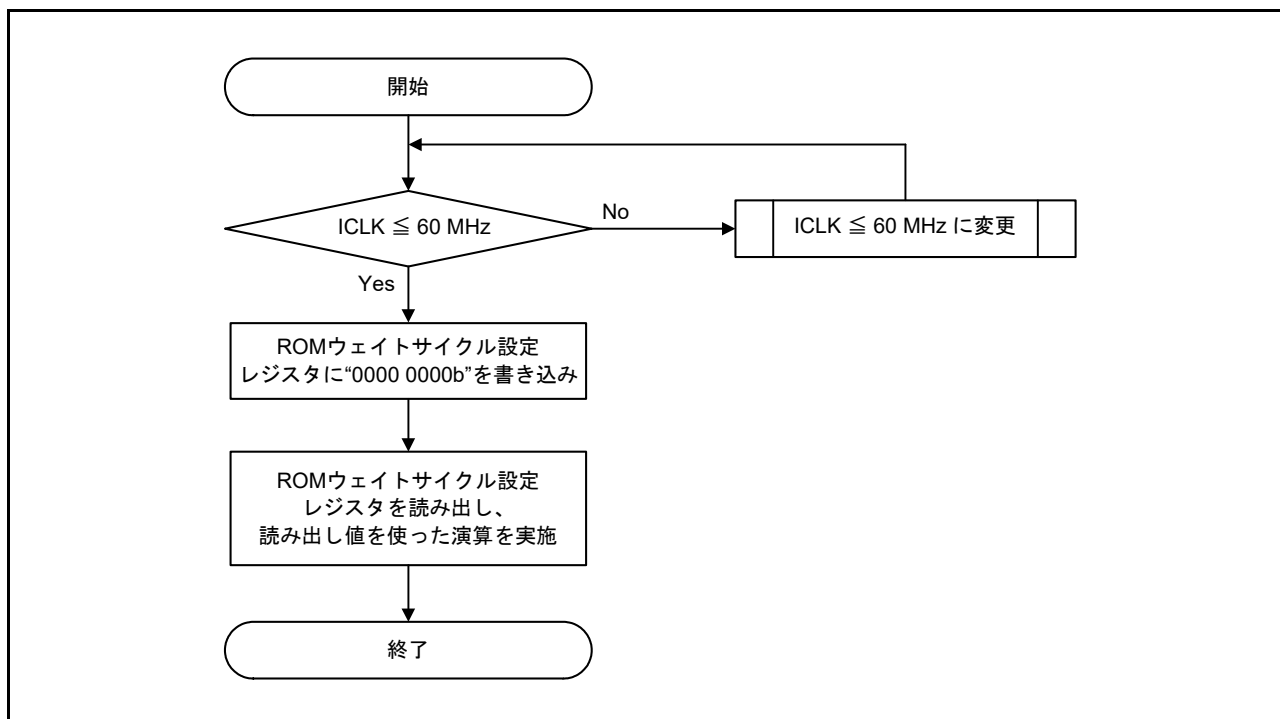 開始
ICLK ≦ 60 MHz
No
ICLK ≦ 60 MHz に変更
Yes
ROMウェイトサイクル設定
レジスタに“0000 0000b”を書き込み
ROMウェイトサイクル設定
レジスタを読み出し、
読み出し値を使った演算を実施
終了